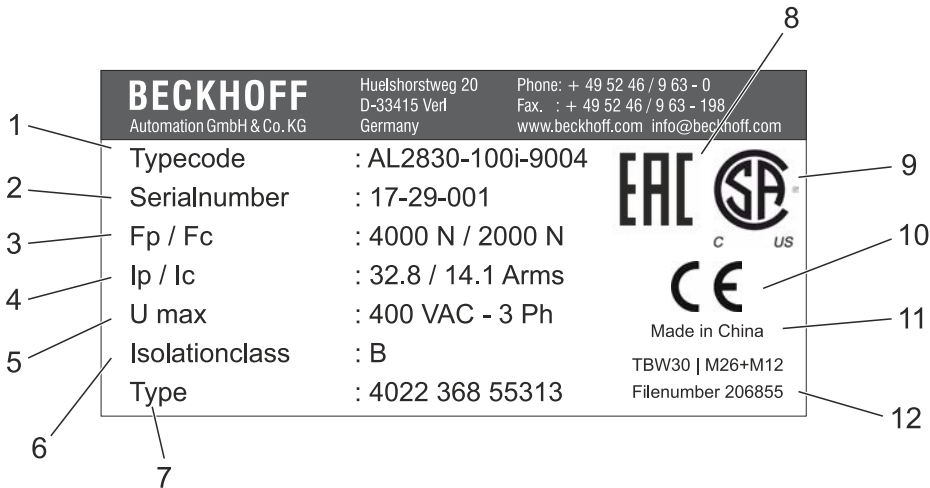 8
BECKHOFF
Automation GmbH & Co. KG
Huelshorstweg 20
D-33415 Verl
Germany
Phone: + 49 52 46 / 9 63 - 0
Fax. : + 49 52 46 / 9 63 - 198
www.beckhoff.com info@beckhoff.com
1
Typecode : AL2830-100i-9004
2
Serialnumber : 17-29-001
3
Fp / Fc : 4000 N / 2000 N
4
Ip / Ic : 32.8 / 14.1 Arms
5
U max : 400 VAC - 3 Ph
6
Isolationclass : B
7
Type : 4022 368 55313
EAC
SA
C US
9
CE
10
Made in China
11
TBW30 | M26+M12
Filenumber 206855
12